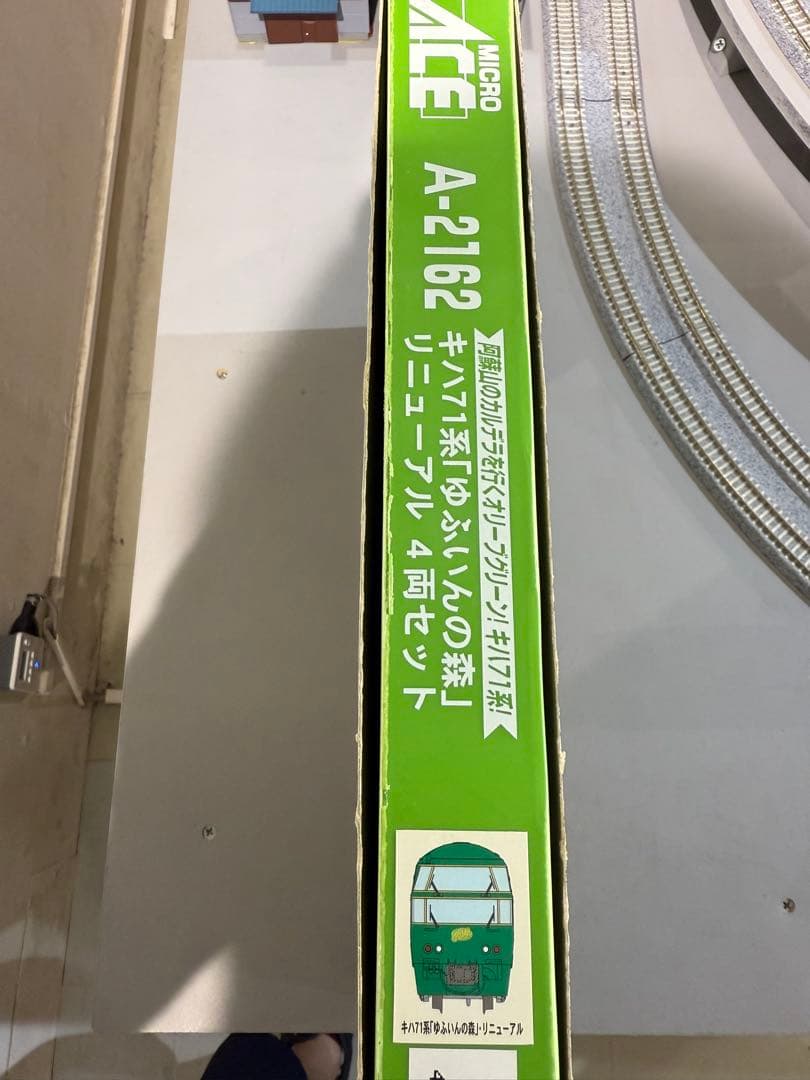 MICRO
ACE
A-2162
阿蘇山のカルデラを行くオリーブグリーン！キハ71系！
キハ71系「ゆふいんの森」
リニューアル 4両セット
キハ71系「ゆふいんの森」・リニューアル